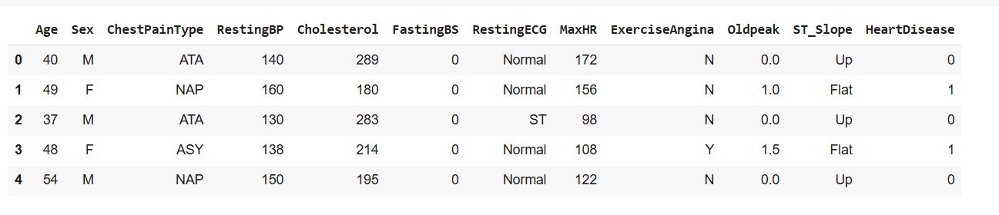 Age Sex ChestPainType RestingBP Cholesterol FastingBS RestingECG MaxHR ExerciseAngina Oldpeak ST_Slope HeartDisease
0 40 M ATA 140 289 0 Normal 172 N 0.0 Up 0
1 49 F NAP 160 180 0 Normal 156 N 1.0 Flat 1
2 37 M ATA 130 283 0 ST 98 N 0.0 Up 0
3 48 F ASY 138 214 0 Normal 108 Y 1.5 Flat 1
4 54 M NAP 150 195 0 Normal 122 N 0.0 Up 0